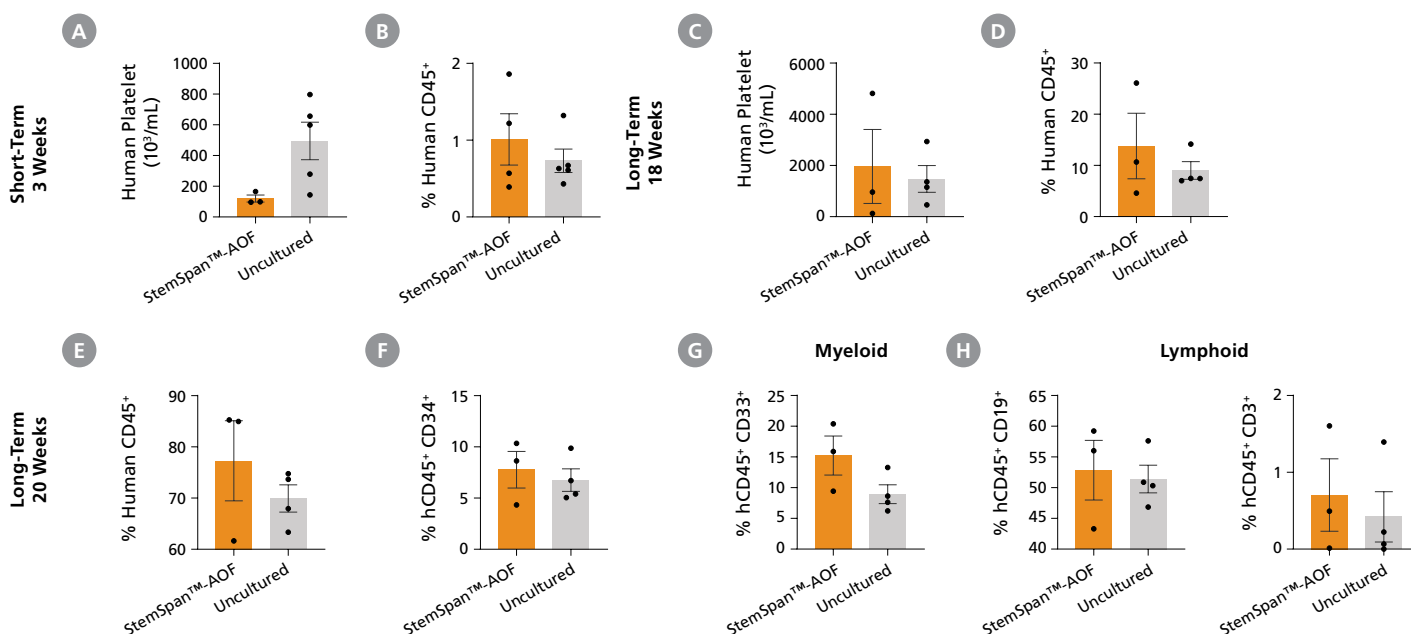 A
B
C
D
Short-Term
3 Weeks
Human Platelet
(10³/mL)
1000
800
600
400
200
0
StemSpan™-AOF
Uncultured
% Human CD45⁺
2
1
0
StemSpan™-AOF
Uncultured
Long-Term
18 Weeks
Human Platelet
(10³/mL)
6000
4000
2000
0
StemSpan™-AOF
Uncultured
% Human CD45⁺
30
20
10
0
StemSpan™-AOF
Uncultured
E
F
G
Myeloid
H
Lymphoid
Long-Term
20 Weeks
% Human CD45⁺
90
80
70
60
StemSpan™-AOF
Uncultured
% hCD45⁺ CD34⁺
15
10
5
0
StemSpan™-AOF
Uncultured
% hCD45⁺ CD33⁺
25
20
15
10
5
0
StemSpan™-AOF
Uncultured
% hCD45⁺ CD19⁺
65
60
55
50
45
40
StemSpan™-AOF
Uncultured
% hCD45⁺ CD3⁺
2
1
0
StemSpan™-AOF
Uncultured